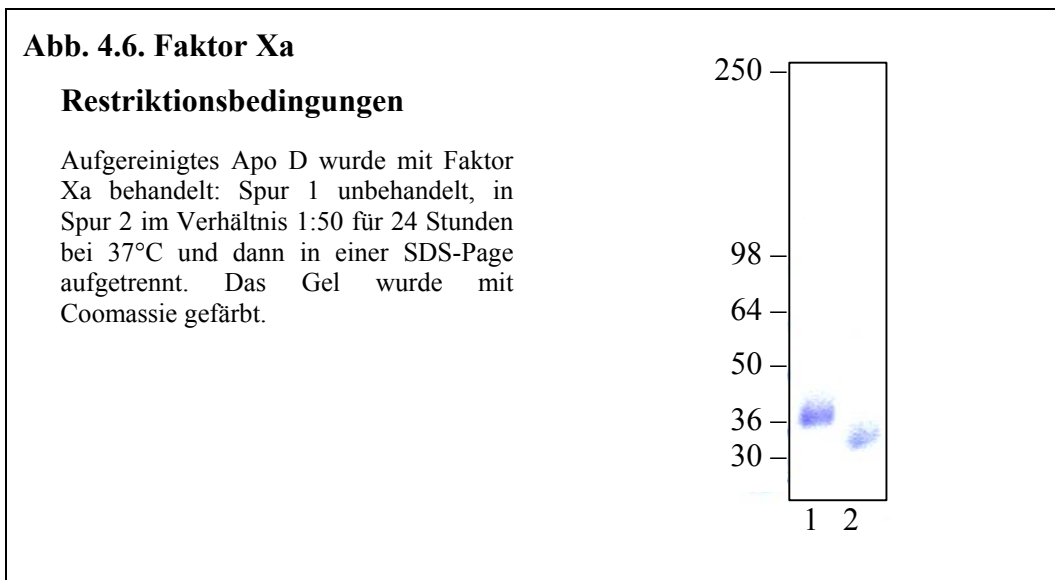 Abb. 4.6. Faktor Xa
Restriktionsbedingungen
Aufgereinigtes Apo D wurde mit Faktor
Xa behandelt: Spur 1 unbehandelt, in
Spur 2 im Verhältnis 1:50 für 24 Stunden
bei 37°C und dann in einer SDS-Page
aufgetrennt. Das Gel wurde mit
Coomassie gefärbt.
250 –
98 –
64 –
50 –
36 –
30 –
1 2